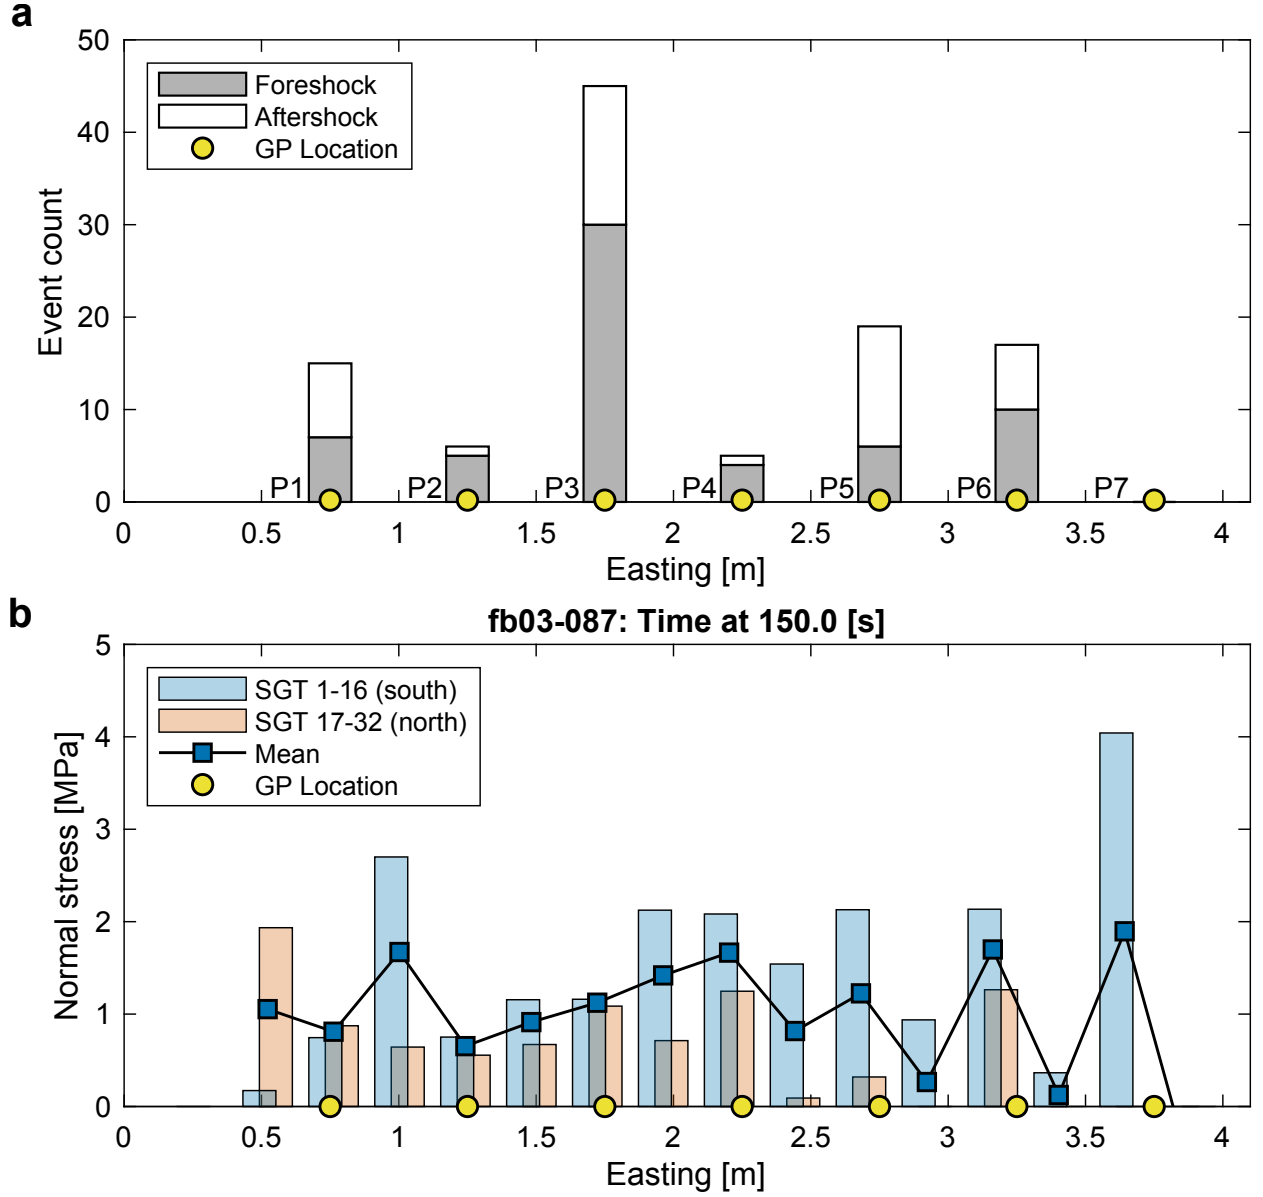 a
50
40
30
20
10
0
Event count
Foreshock
Aftershock
GP Location
P1 P2 P3 P4 P5 P6 P7
0 0.5 1 1.5 2 2.5 3 3.5 4
Easting [m]
b
fb03-087: Time at 150.0 [s]
5
4
3
2
1
0
Normal stress [MPa]
SGT 1-16 (south)
SGT 17-32 (north)
Mean
GP Location
0 0.5 1 1.5 2 2.5 3 3.5 4
Easting [m]